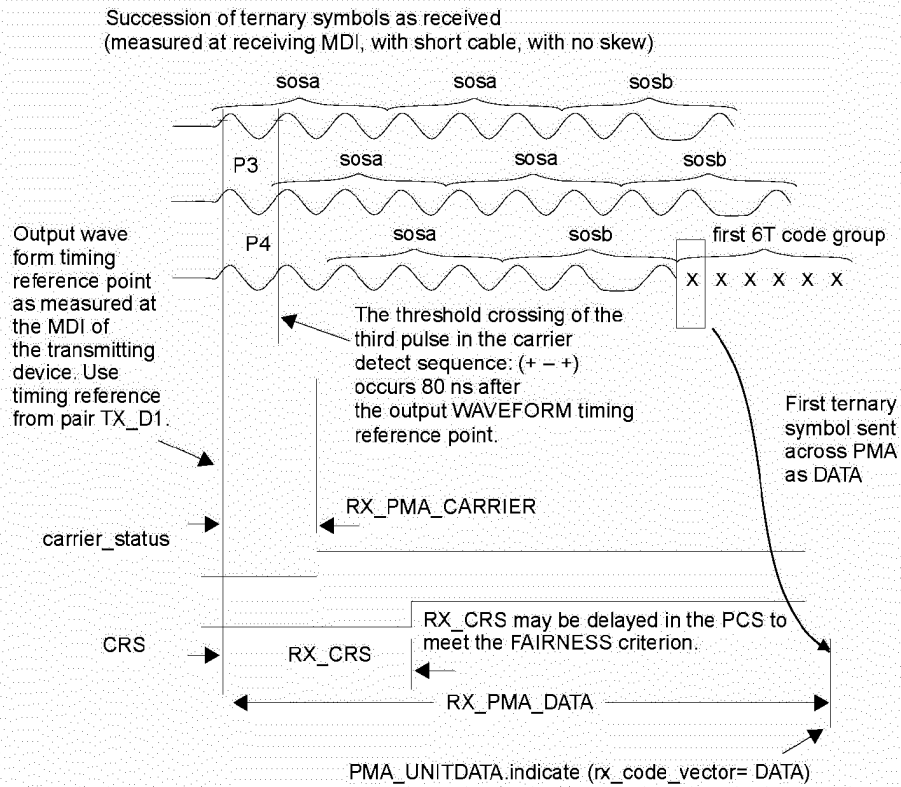 Succession of ternary symbols as received
(measured at receiving MDI, with short cable, with no skew)
sosa
sosa
sosb
P3
sosa
sosa
sosb
P4
sosa
sosb
first 6T code group
X X X X X X
Output wave
form timing
reference point
as measured at
the MDI of
the transmitting
device. Use
timing reference
from pair TX_D1.
The threshold crossing of the
third pulse in the carrier
detect sequence: (+ – +)
occurs 80 ns after
the output WAVEFORM timing
reference point.
First ternary
symbol sent
across PMA
as DATA
RX_PMA_CARRIER
carrier_status
RX_CRS may be delayed in the PCS to
meet the FAIRNESS criterion.
CRS
RX_CRS
RX_PMA_DATA
PMA_UNITDATA.indicate (rx_code_vector= DATA)